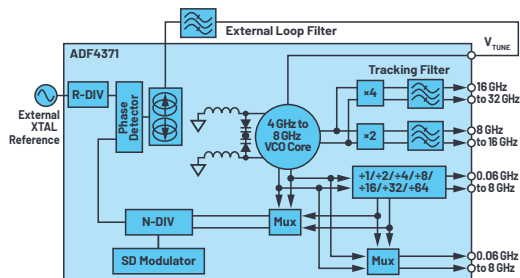 External Loop Filter
V TUNE
ADF4371
R-DIV
External
XTAL
Reference
Phase
Detector
4 GHz to
8 GHz
VCO Core
Tracking Filter
×4
16 GHz
to 32 GHz
×2
8 GHz
to 16 GHz
÷1/÷2/÷4/÷8/
÷16/÷32/÷64
0.06 GHz
to 8 GHz
N-DIV
Mux
SD Modulator
Mux
0.06 GHz
to 8 GHz